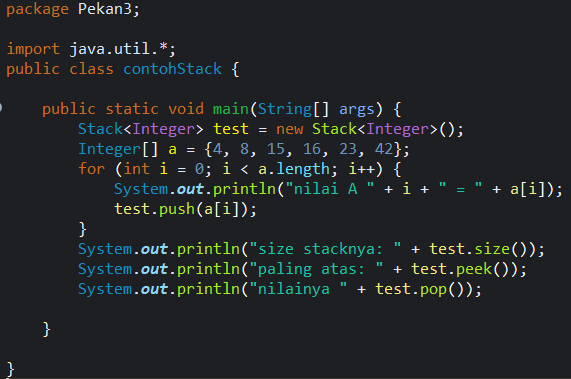 package Pekan3;
import java.util.*;
public class contohStack {
public static void main(String[] args) {
Stack<Integer> test = new Stack<Integer>();
Integer[] a = {4, 8, 15, 16, 23, 42};
for (int i = 0; i < a.length; i++) {
System.out.println("nilai A " + i + " = " + a[i]);
test.push(a[i]);
}
System.out.println("size stacknya: " + test.size());
System.out.println("paling atas: " + test.peek());
System.out.println("nilainya " + test.pop());
}
}